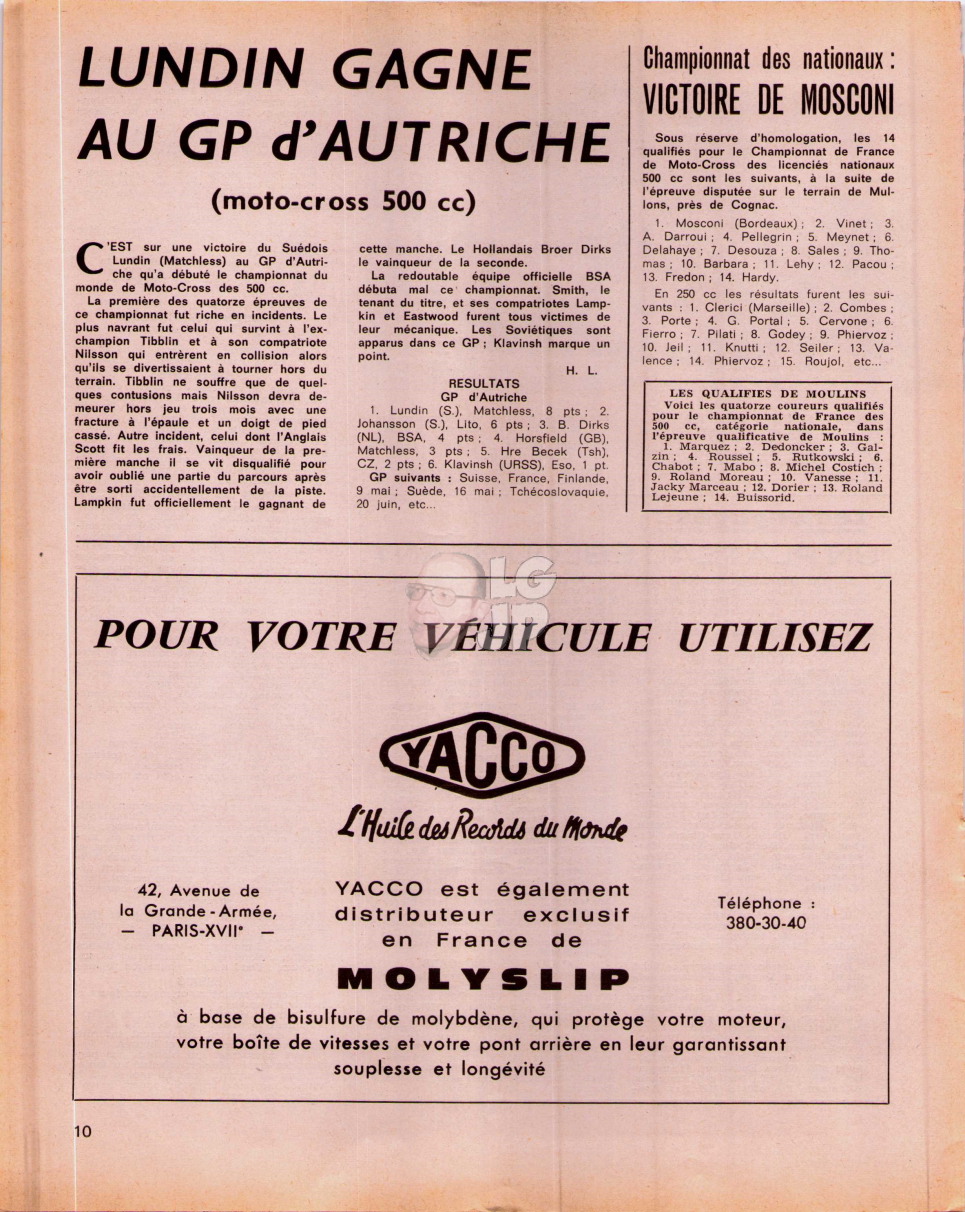 LUNDIN GAGNE
AU GP d'AUTRICHE
(moto-cross 500 cc)
C'EST sur une victoire du Suédois
Lundin (Matchless) au GP d'Autri-
che qu'a débuté le championnat du
monde de Moto-Cross des 500 cc.
La première des quatorze épreuves de
ce championnat fut riche en incidents. Le
plus navrant fut celui qui survint à l'ex-
champion Tibblin et à son compatriote
Nilsson qui entrèrent en collision alors
qu'ils se divertissaient à tourner hors du
terrain. Tibblin ne souffre que de quel-
ques contusions mais Nilsson devra de-
meurer hors jeu trois mois avec une
fracture à l'épaule et un doigt de pied
cassé. Autre incident, celui dont l'Anglais
Scott fit les frais. Vainqueur de la pre-
mière manche il se vit disqualifié pour
avoir oublié une partie du parcours après
être sorti accidentellement de la piste.
Lampkin fut officiellement le gagnant de
cette manche. Le Hollandais Broer Dirks
le vainqueur de la seconde.
La redoutable équipe officielle BSA
débuta mal ce championnat. Smith, le
tenant du titre, et ses compatriotes Lamp-
kin et Eastwood furent tous victimes de
leur mécanique. Les Soviétiques sont
apparus dans ce GP ; Klavinsh marque un
point.
H. L.
RESULTATS
GP d'Autriche
1. Lundin (S.), Matchless, 8 pts ; 2.
Johansson (S.), Lito, 6 pts ; 3. B. Dirks
(NL), BSA, 4 pts ; 4. Horsfield (GB),
Matchless, 3 pts ; 5. Hre Becek (Tsh),
CZ, 2 pts ; 6. Klavinsh (URSS), Eso, 1 pt.
GP suivants : Suisse, France, Finlande,
9 mai ; Suède, 16 mai ; Tchécoslovaquie,
20 juin, etc...
Championnat des nationaux :
VICTOIRE DE MOSCONI
Sous réserve d'homologation, les 14
qualifiés pour le Championnat de France
de Moto-Cross des licenciés nationaux
500 cc sont les suivants, à la suite de
l'épreuve disputée sur le terrain de Mul-
lons, près de Cognac.
1. Mosconi (Bordeaux) ; 2. Vinet ; 3.
A. Darroui ; 4. Pellegrin ; 5. Meynet ; 6.
Delahaye ; 7. Desouza ; 8. Sales ; 9. Tho-
mas ; 10. Barbara ; 11. Lehy ; 12. Pacou ;
13. Fredon ; 14. Hardy.
En 250 cc les résultats furent les sui-
vants : 1. Clerici (Marseille) ; 2. Combes ;
3. Porte ; 4. G. Portal ; 5. Cervone ; 6.
Fierro ; 7. Pilati ; 8. Godey ; 9. Phiervoz ;
10. Jeil ; 11. Knutti ; 12. Seiler ; 13. Va-
lence ; 14. Phiervoz ; 15. Roujol, etc...
LES QUALIFIES DE MOULINS
Voici les quatorze coureurs qualifiés
pour le championnat de France des
500 cc, catégorie nationale, dans
l'épreuve qualificative de Moulins :
1. Marquez ; 2. Dedoncker ; 3. Gal-
zin ; 4. Roussel ; 5. Rutkowski ; 6.
Chabot ; 7. Mabo ; 8. Michel Costich ;
9. Roland Moreau ; 10. Vanesse ; 11.
Jacky Marceau ; 12. Dorier ; 13. Roland
Lejeune ; 14. Buissorid.
LG
POUR VOTRE VÉHICULE UTILISEZ
YACCO
L'Huile des Records du Monde
42, Avenue de
la Grande-Armée,
— PARIS-XVIIe —
YACCO est également
distributeur exclusif
en France de
MOLYSLIP
Téléphone :
380-30-40
à base de bisulfure de molybdène, qui protège votre moteur,
votre boîte de vitesses et votre pont arrière en leur garantissant
souplesse et longévité
10